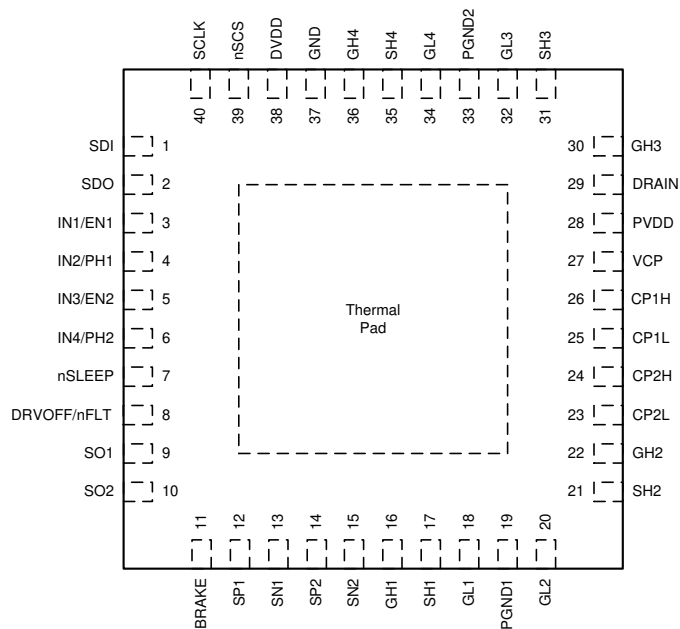 SCLK
nSCS
DVDD
GND
GH4
SH4
GL4
PGND2
GL3
SH3
40
39
38
37
36
35
34
33
32
31
SDI 1
SDO 2
IN1/EN1 3
IN2/PH1 4
IN3/EN2 5
IN4/PH2 6
nSLEEP 7
DRVOFF/nFLT 8
SO1 9
SO2 10
Thermal
Pad
30 GH3
29 DRAIN
28 PVDD
27 VCP
26 CP1H
25 CP1L
24 CP2H
23 CP2L
22 GH2
21 SH2
11
12
13
14
15
16
17
18
19
20
BRAKE
SP1
SN1
SP2
SN2
GH1
SH1
GL1
PGND1
GL2